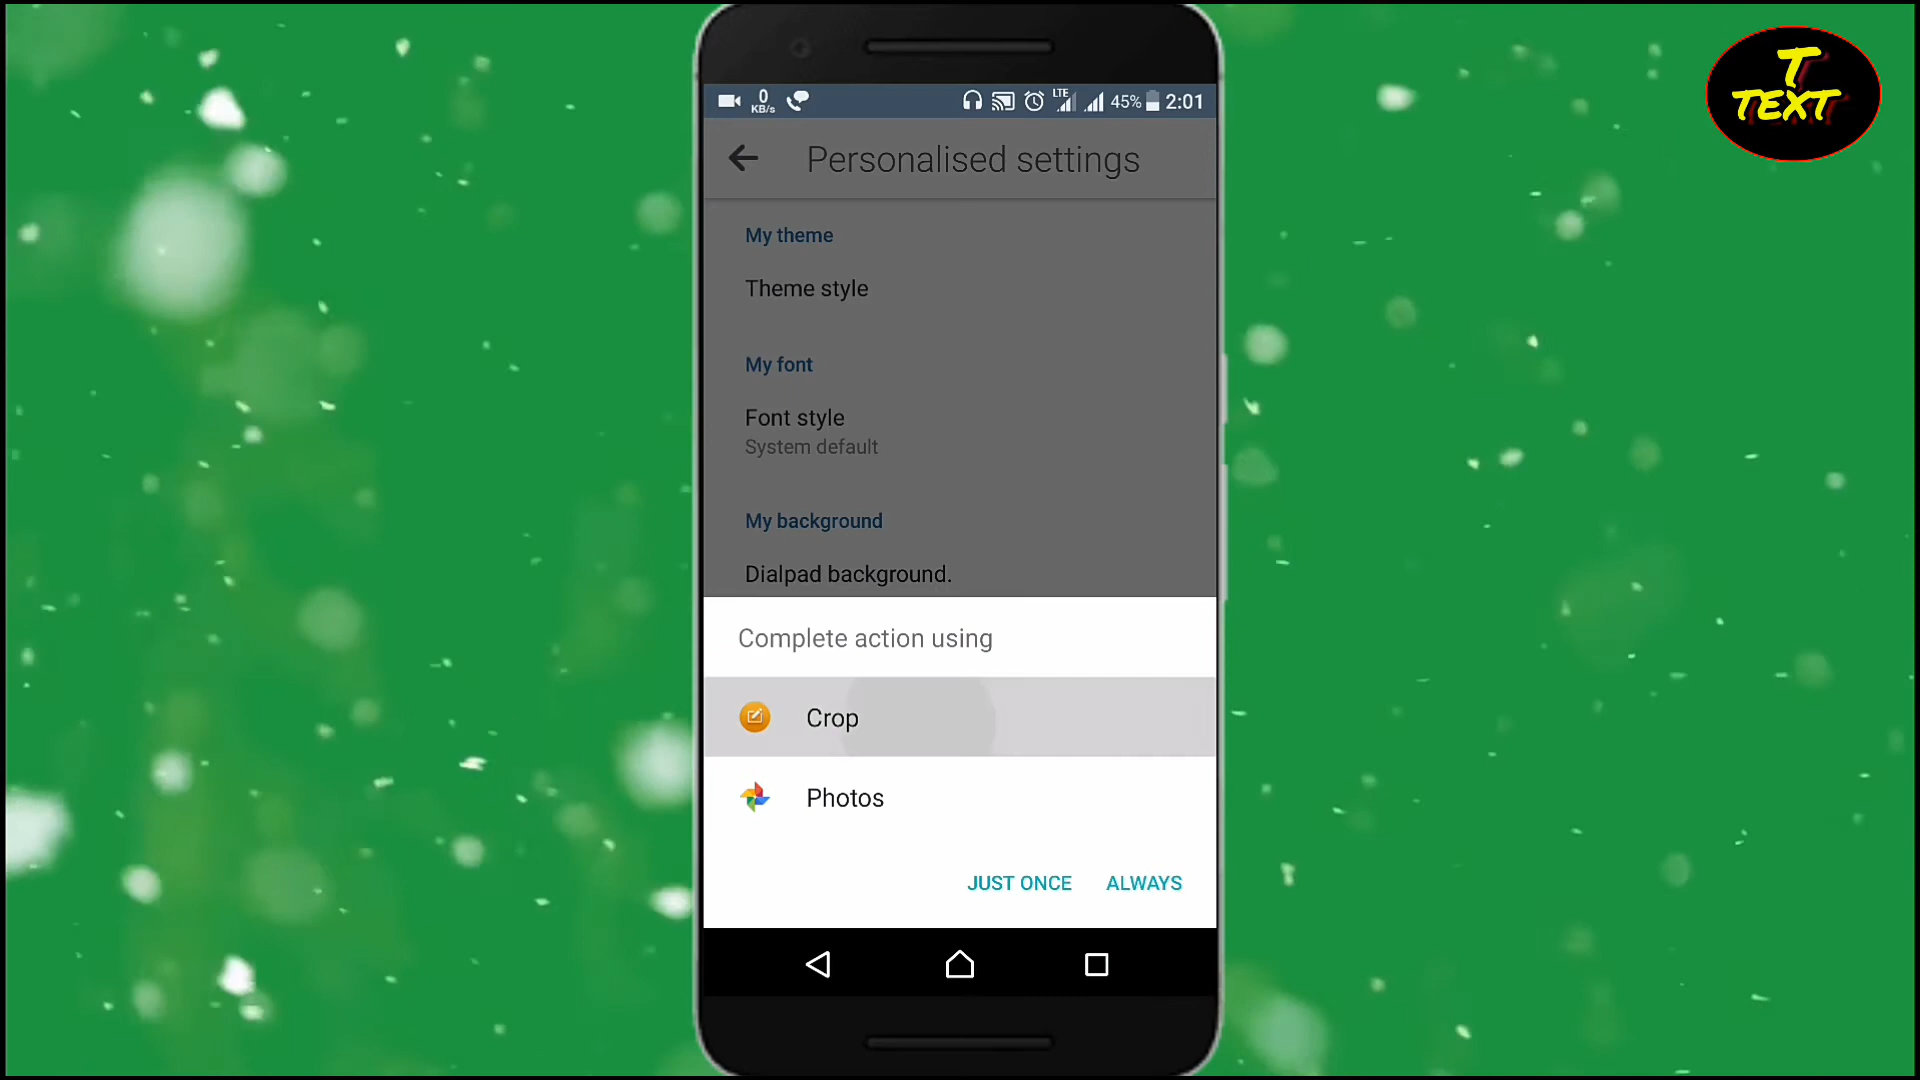 T
TEXT
0
KB/s
LTE
45%
2:01
Personalised settings
My theme
Theme style
My font
Font style
System default
My background
Dialpad background.
Complete action using
Crop
Photos
JUST ONCE
ALWAYS